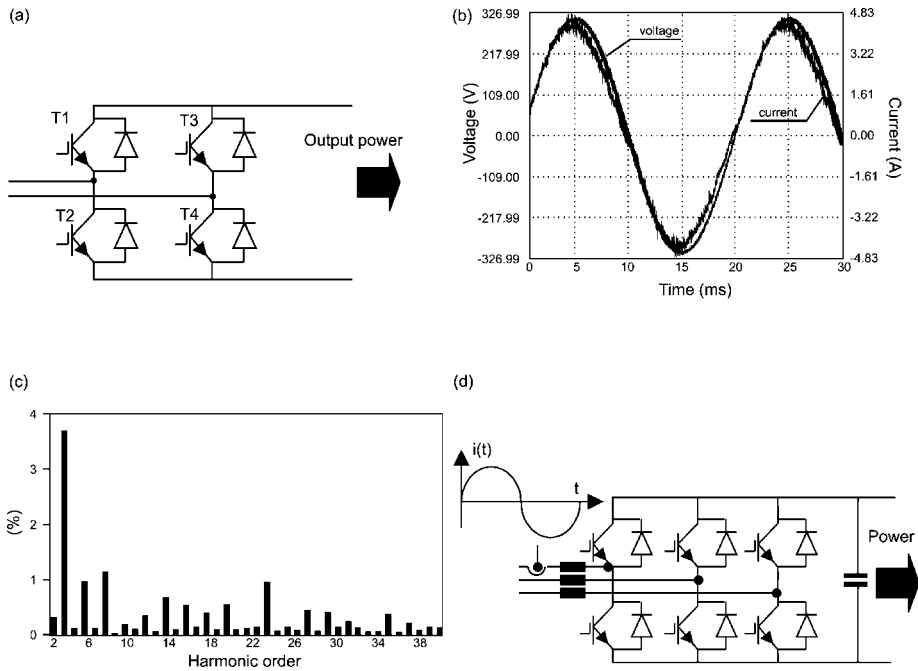 (a)
T1
T3
T2
T4
Output power
(b)
326.99
217.99
109.00
0.00
-109.00
-217.99
-326.99
Voltage (V)
voltage
current
4.83
3.22
1.61
0.00
-1.61
-3.22
-4.83
Current (A)
0 5 10 15 20 25 30
Time (ms)
(c)
4
3
2
1
0
(%)
2 6 10 14 18 22 26 30 34 38
Harmonic order
(d)
i(t)
t
Power